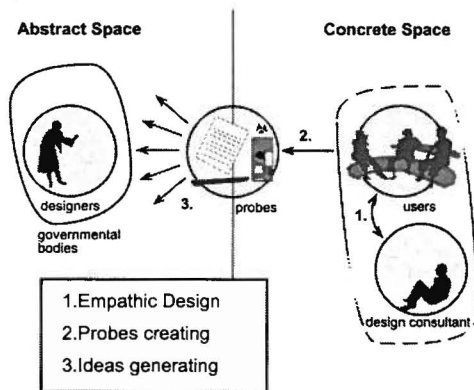 Abstract Space
Concrete Space
2.
3.
designers
probes
users
governmental
bodies
1.
design consultant
1.Empathic Design
2.Probes creating
3.Ideas generating